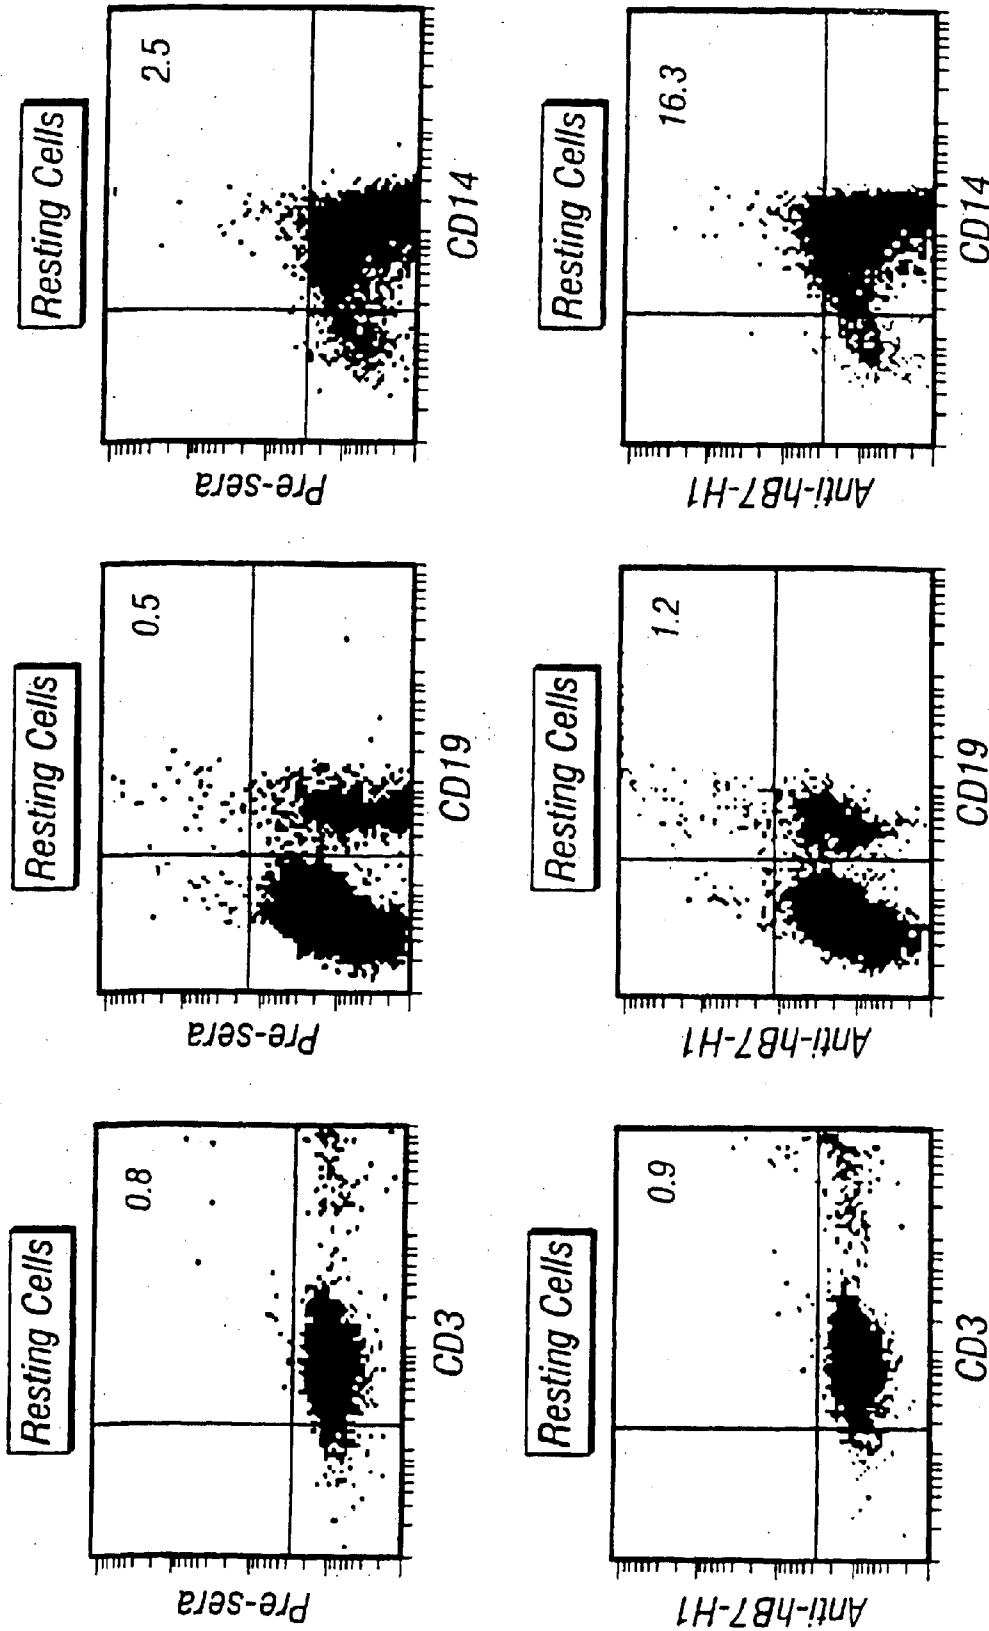 Resting Cells
0.8
Pre-sera
CD3
Resting Cells
0.5
Pre-sera
CD19
Resting Cells
2.5
Pre-sera
CD14
Resting Cells
0.9
Anti-hB7-H1
CD3
Resting Cells
1.2
Anti-hB7-H1
CD19
Resting Cells
16.3
Anti-hB7-H1
CD14